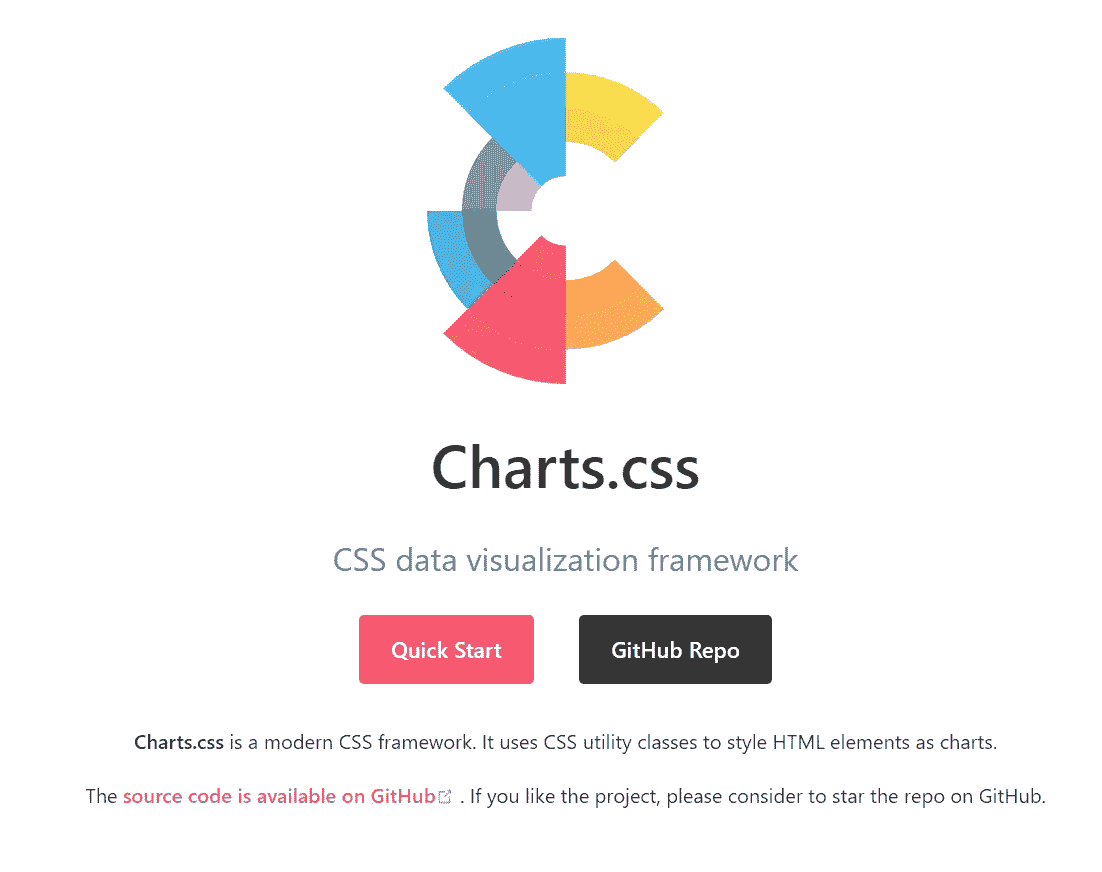 Charts.css
CSS data visualization framework
Quick Start
GitHub Repo
Charts.css is a modern CSS framework. It uses CSS utility classes to style HTML elements as charts.
The source code is available on GitHub . If you like the project, please consider to star the repo on GitHub.